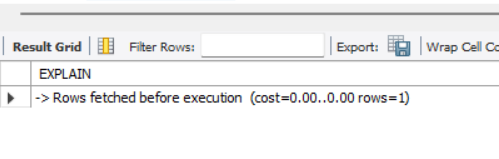 Result Grid Filter Rows: Export: Wrap Cell Co
EXPLAIN
-> Rows fetched before execution (cost=0.00..0.00 rows=1)